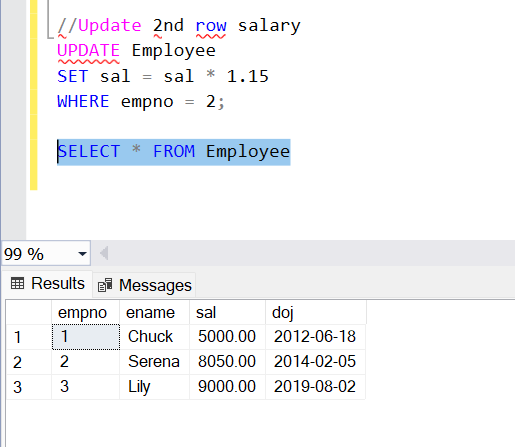 //Update 2nd row salary
UPDATE Employee
SET sal = sal * 1.15
WHERE empno = 2;
SELECT * FROM Employee
99 %
Results Messages
empno ename sal doj
1 1 Chuck 5000.00 2012-06-18
2 2 Serena 8050.00 2014-02-05
3 3 Lily 9000.00 2019-08-02